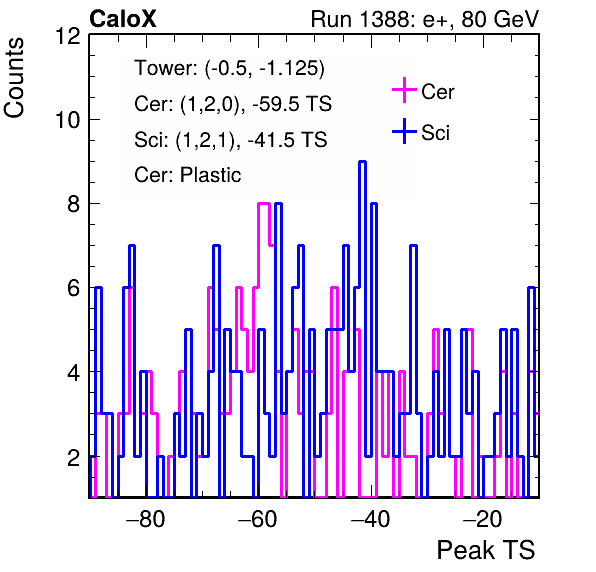 CaloX Run 1388: e+, 80 GeV
Counts
12
10
8
6
4
2
Tower: (-0.5, -1.125)
Cer: (1,2,0), -59.5 TS
Sci: (1,2,1), -41.5 TS
Cer: Plastic
Cer
Sci
−80 −60 −40 −20
Peak TS